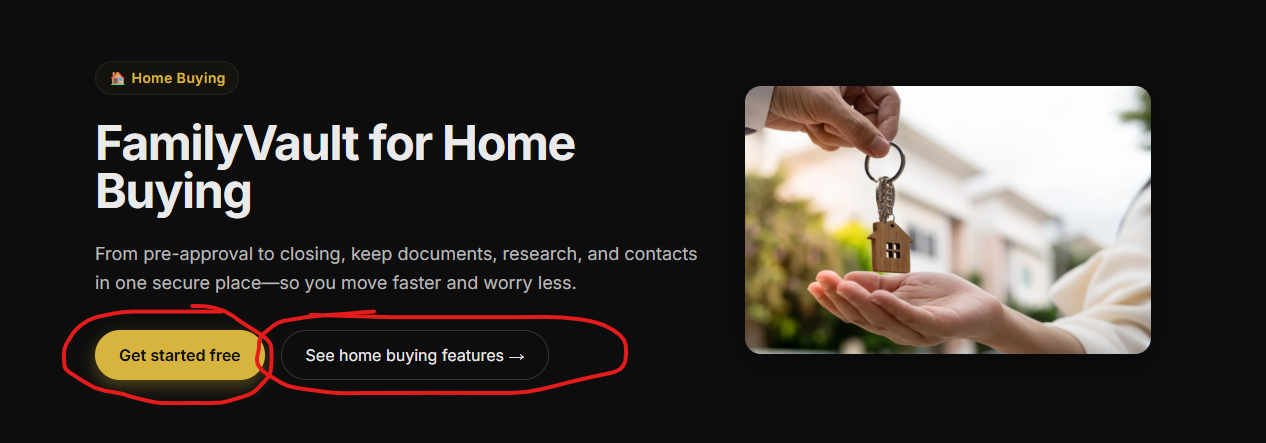 🏠 Home Buying
FamilyVault for Home
Buying
From pre-approval to closing, keep documents, research, and contacts
in one secure place—so you move faster and worry less.
Get started free
See home buying features →